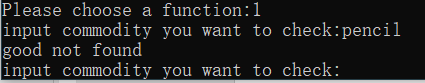 Please choose a function:1
input commodity you want to check:pencil
good not found
input commodity you want to check: